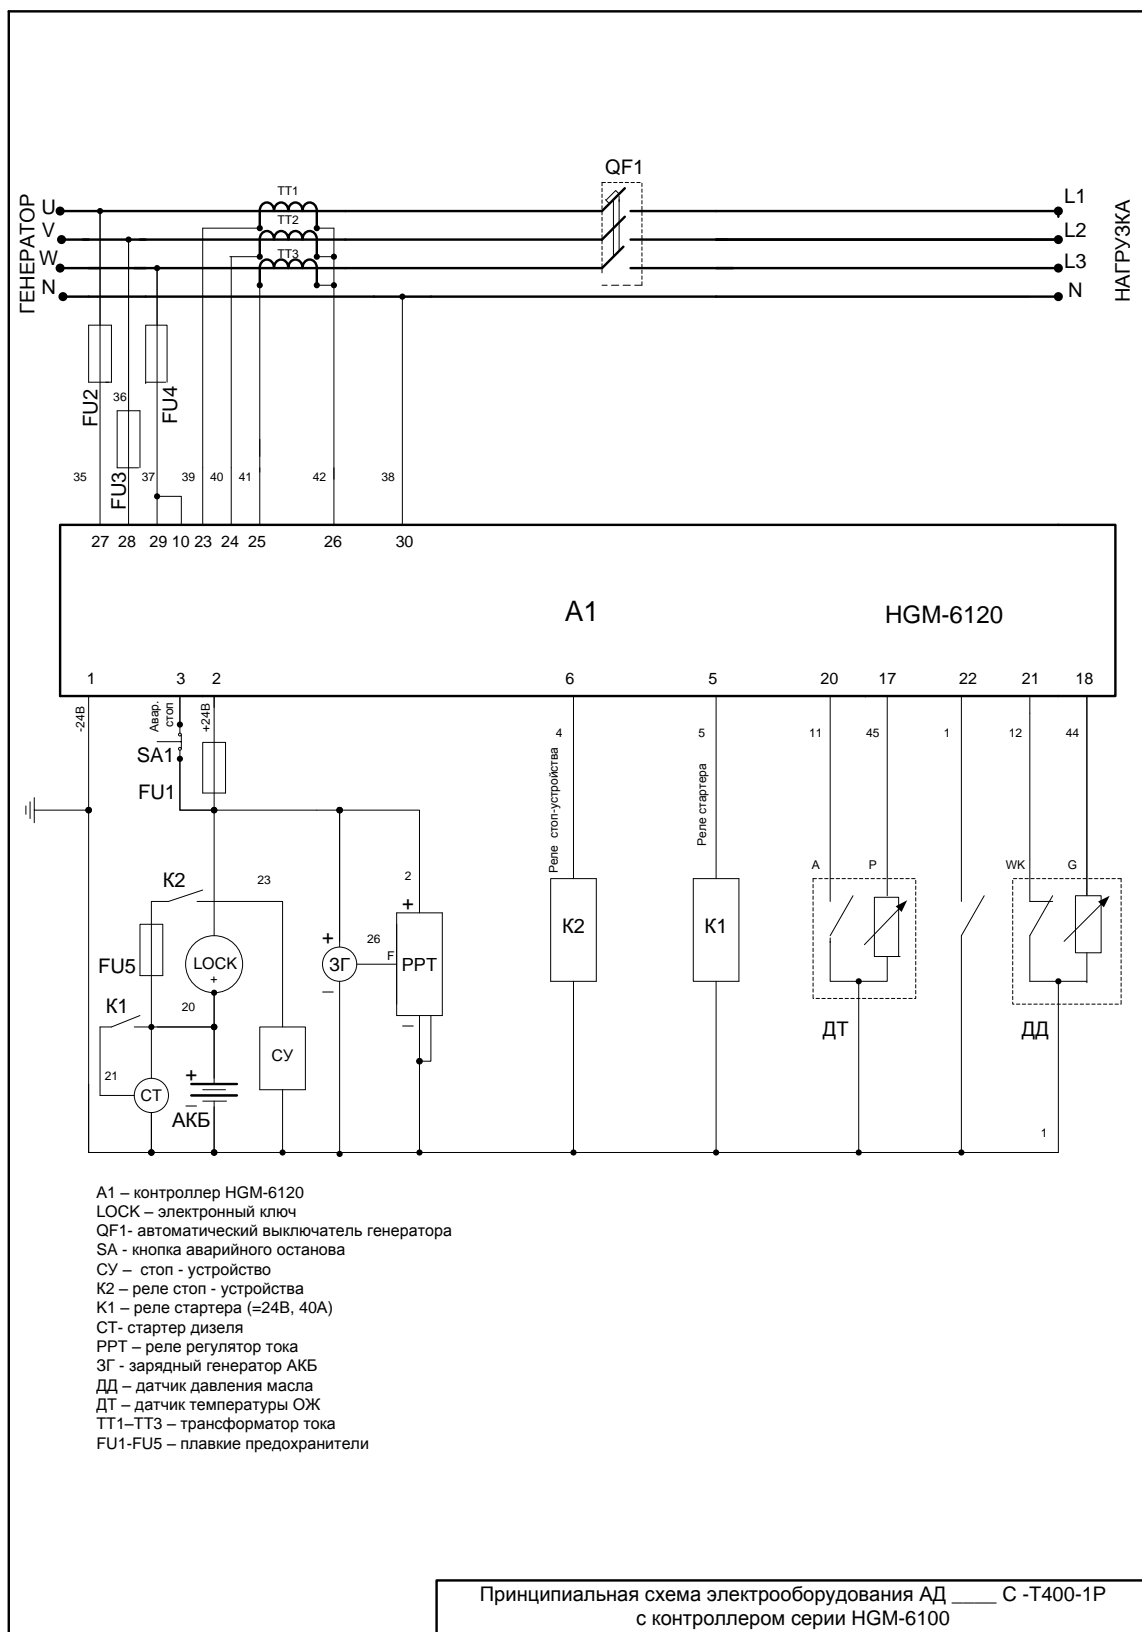 QF1
ГЕНЕРАТОР
U
V
W
N
ТТ1
ТТ2
ТТ3
L1
L2
L3
N
НАГРУЗКА
FU2
36
FU3
FU4
35
37
39
40
41
42
38
27 28 29 10 23 24 25 26 30
А1
HGM-6120
1 3 2 6 5 20 17 22 21 18
-24В
Авар. стоп
+24В
SA1
FU1
4
Реле стоп-устройства
5
Реле стартера
11
45
1
12
44
К2
23
2
+
A
P
WK
G
FU5
LOCK
+
+
ЗГ
–
26
F
РРТ
–
К2
К1
К1
20
21
СТ
+
–
АКБ
СУ
ДТ
ДД
1
А1 – контроллер HGM-6120
LOCK – электронный ключ
QF1- автоматический выключатель генератора
SA - кнопка аварийного останова
СУ – стоп - устройство
К2 – реле стоп - устройства
К1 – реле стартера (=24В, 40А)
СТ- стартер дизеля
РРТ – реле регулятор тока
ЗГ - зарядный генератор АКБ
ДД – датчик давления масла
ДТ – датчик температуры ОЖ
ТТ1–ТТ3 – трансформатор тока
FU1-FU5 – плавкие предохранители
Принципиальная схема электрооборудования АД ____ С -Т400-1Р
с контроллером серии HGM-6100